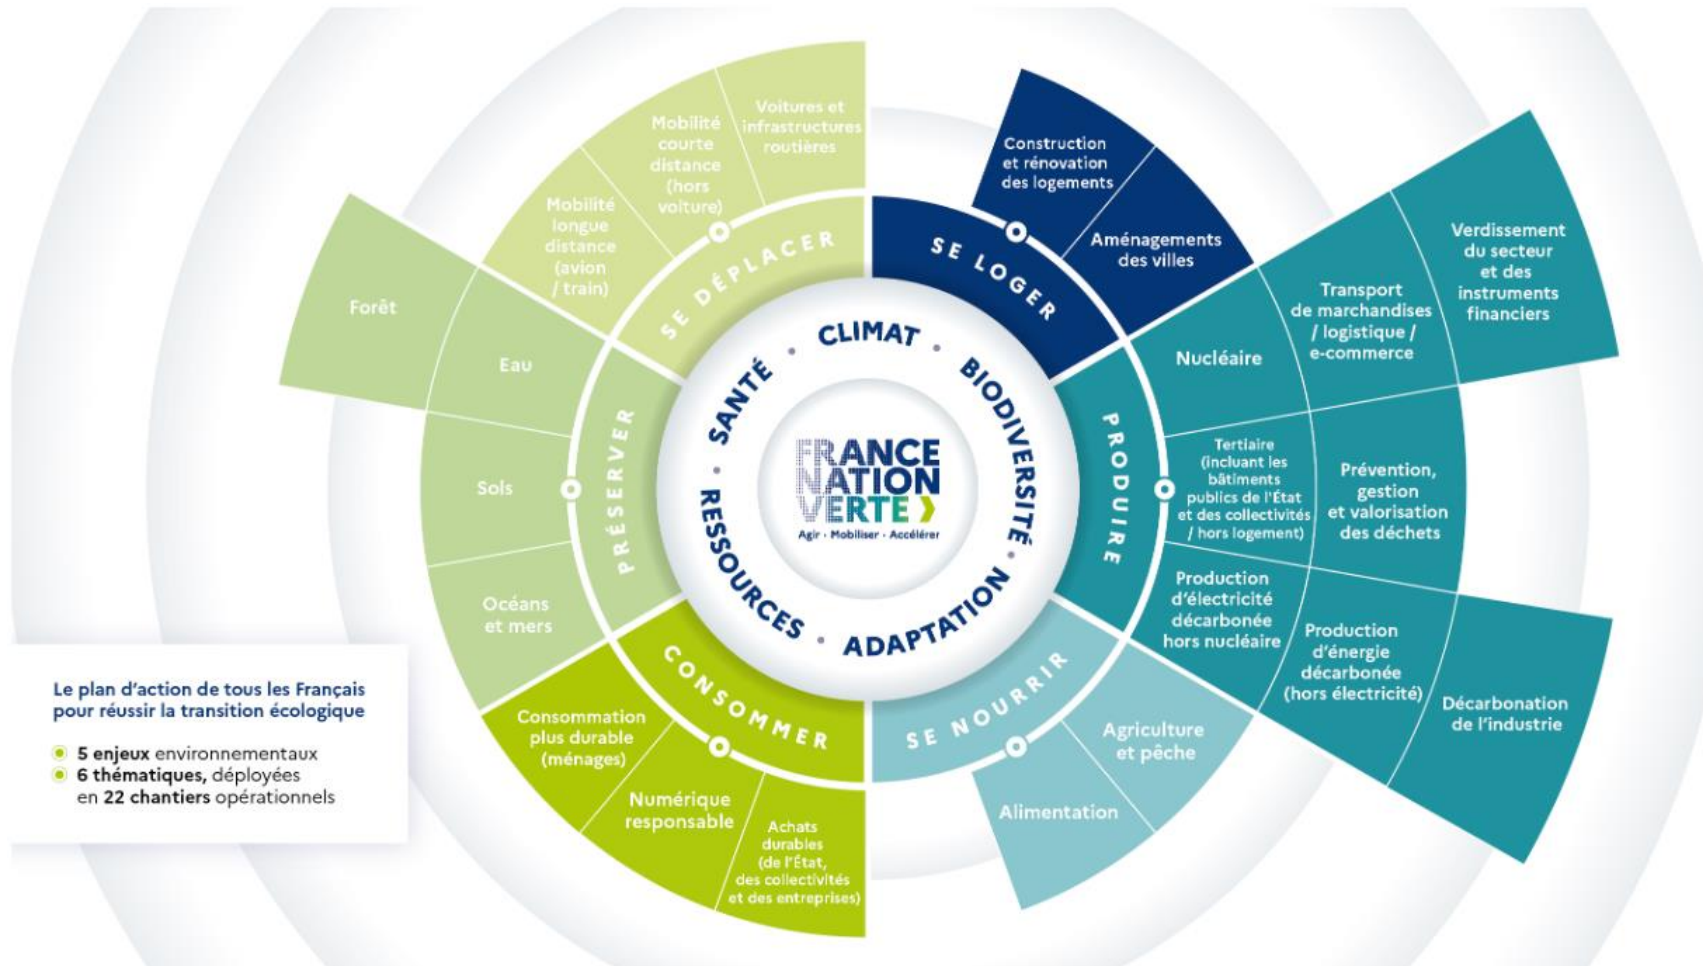 Voitures et
infrastructures
routières
Mobilité
courte
distance
(hors
voiture)
Mobilité
longue
distance
(avion
/ train)
SE DÉPLACER
Construction
et rénovation
des logements
Aménagements
des villes
SE LOGER
Verdissement
du secteur
et des
instruments
financiers
Transport
de marchandises
/ logistique /
e-commerce
Nucléaire
Tertiaire
(incluant les
bâtiments
publics de l'État
et des collectivités
/ hors logement)
Prévention,
gestion
et valorisation
des déchets
Production
d'électricité
décarbonée
hors nucléaire
Production
d'énergie
décarbonée
(hors électricité)
Décarbonation
de l'industrie
PRODUIRE
Agriculture
et pêche
Alimentation
SE NOURRIR
Consommation
plus durable
(ménages)
Numérique
responsable
Achats
durables
(de l'État,
des collectivités
et des entreprises)
CONSOMMER
Forêt
Eau
Sols
Océans
et mers
PRÉSERVER
CLIMAT · BIODIVERSITÉ · ADAPTATION · RESSOURCES · SANTÉ ·
FRANCE
NATION
VERTE
Agir · Mobiliser · Accélérer
Le plan d'action de tous les Français
pour réussir la transition écologique
5 enjeux environnementaux
6 thématiques, déployées
en 22 chantiers opérationnels